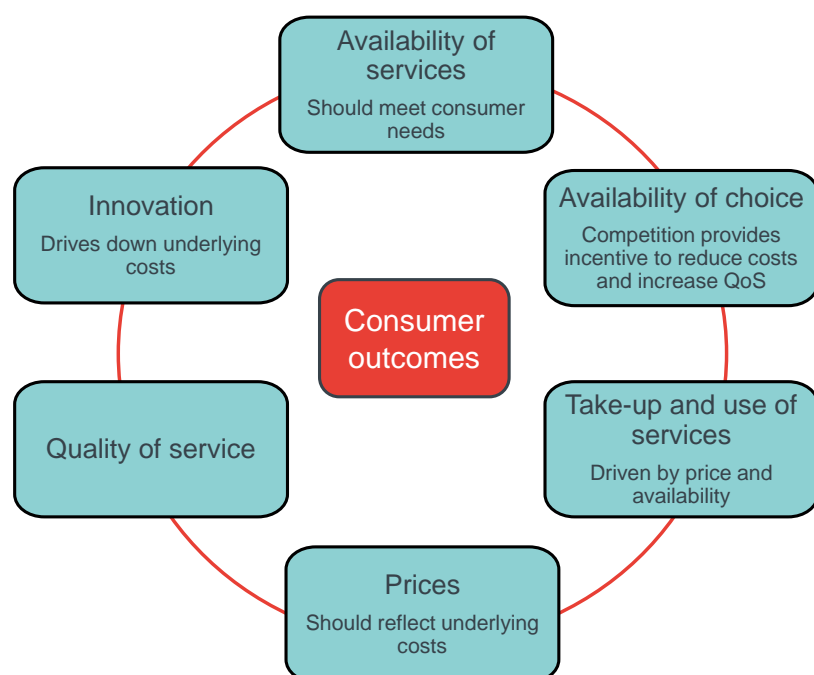 Availability of
services
Should meet consumer
needs
Availability of choice
Competition provides
incentive to reduce costs
and increase QoS
Innovation
Drives down underlying
costs
Consumer
outcomes
Take-up and use of
services
Driven by price and
availability
Quality of service
Prices
Should reflect underlying
costs